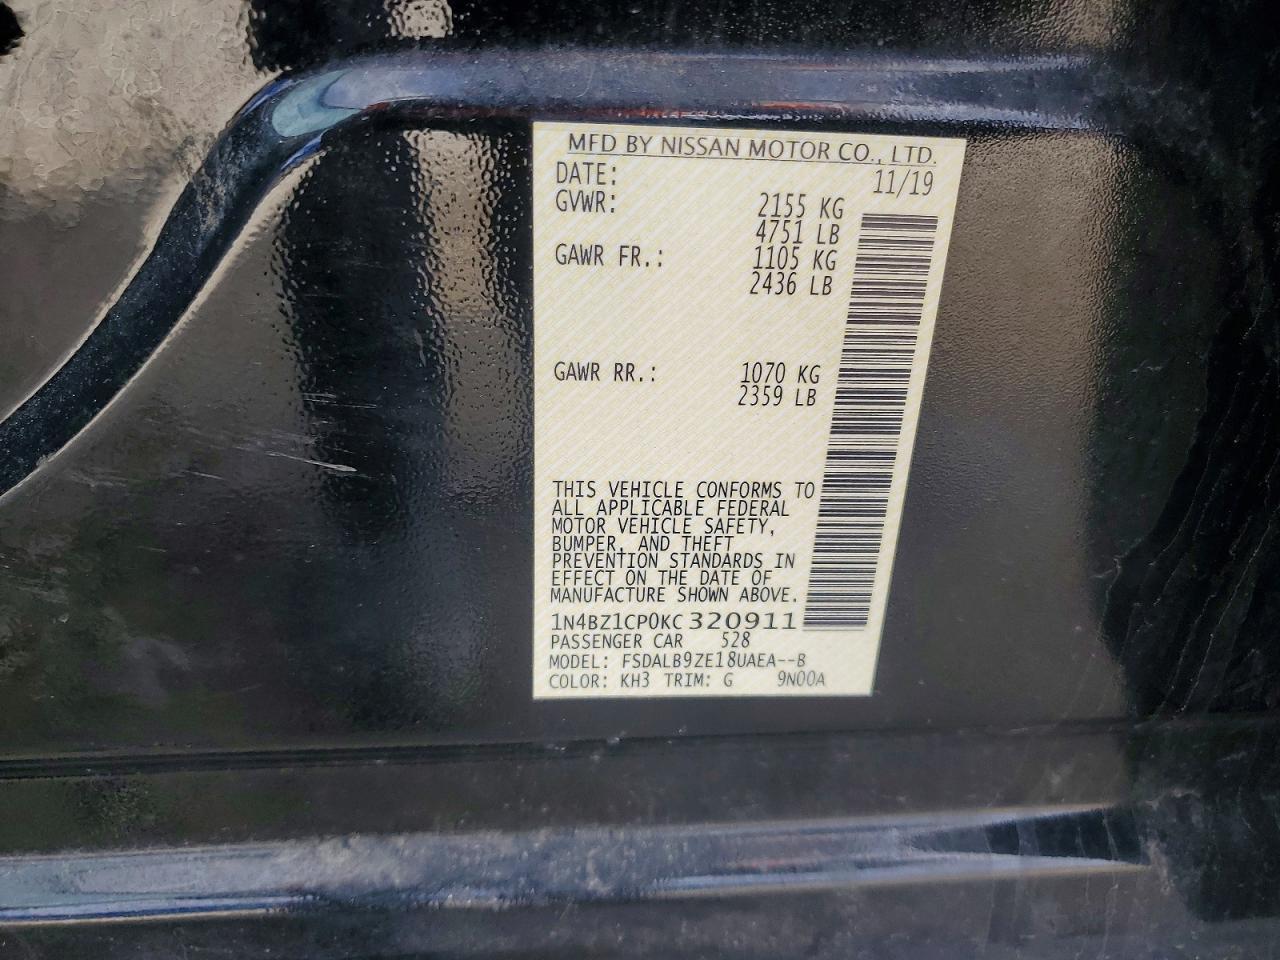 MFD BY NISSAN MOTOR CO., LTD.
DATE: 11/19
GVWR: 2155 KG
4751 LB
GAWR FR.: 1105 KG
2436 LB
GAWR RR.: 1070 KG
2359 LB
THIS VEHICLE CONFORMS TO
ALL APPLICABLE FEDERAL
MOTOR VEHICLE SAFETY,
BUMPER, AND THEFT
PREVENTION STANDARDS IN
EFFECT ON THE DATE OF
MANUFACTURE SHOWN ABOVE.
1N4BZ1CP0KC320911
PASSENGER CAR 528
MODEL: FSDALB9ZE18UAEA--B
COLOR: KH3 TRIM: G 9N00A